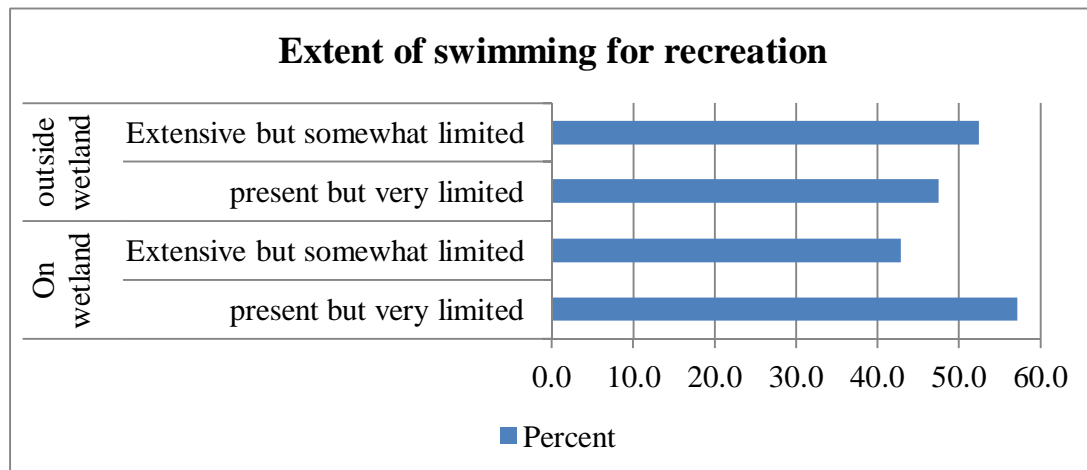 Extent of swimming for recreation
outside
wetland
Extensive but somewhat limited
present but very limited
On
wetland
Extensive but somewhat limited
present but very limited
0.0 10.0 20.0 30.0 40.0 50.0 60.0
Percent